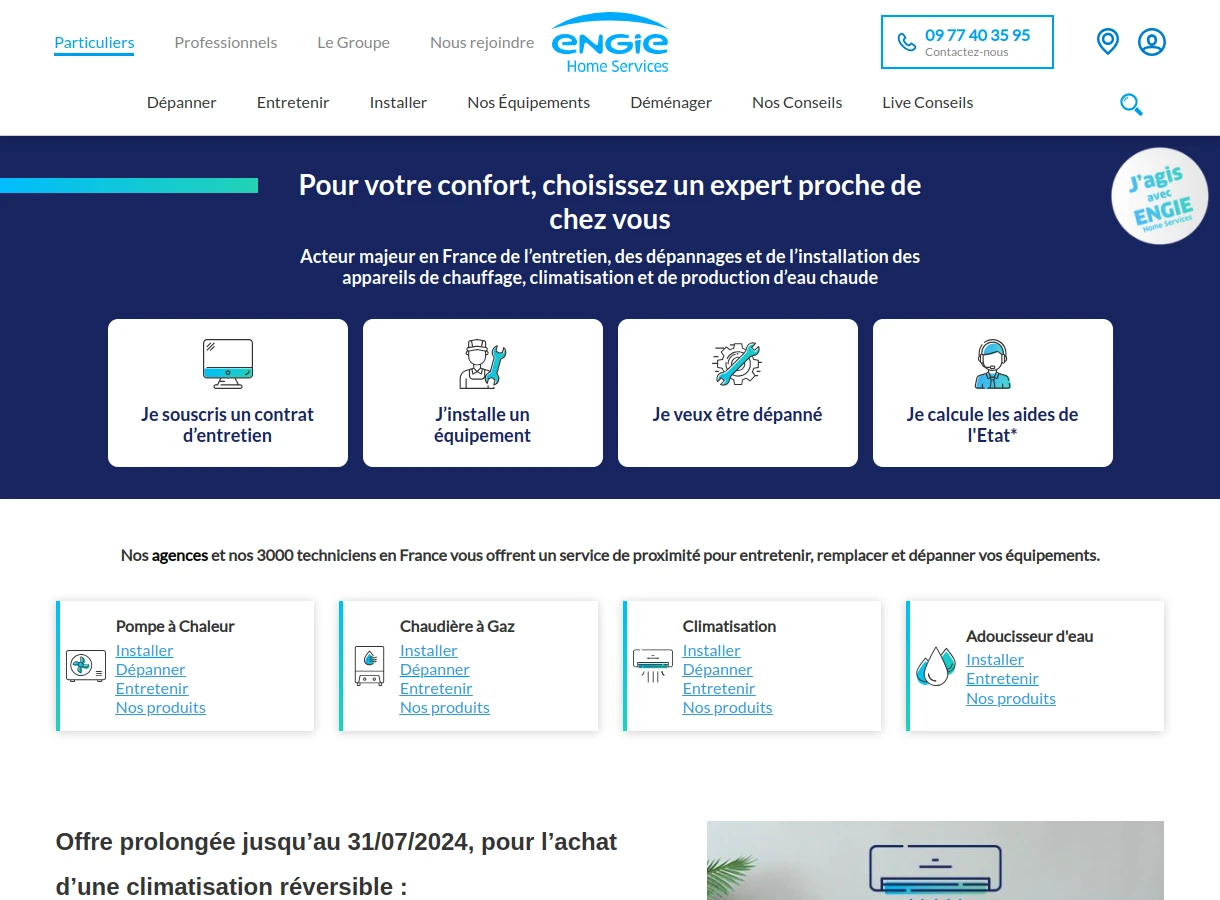 Particuliers
Professionnels
Le Groupe
Nous rejoindre
ENGIE
Home Services
09 77 40 35 95
Contactez-nous
Dépanner
Entretenir
Installer
Nos Équipements
Déménager
Nos Conseils
Live Conseils
Pour votre confort, choisissez un expert proche de
chez vous
Acteur majeur en France de l’entretien, des dépannages et de l’installation des
appareils de chauffage, climatisation et de production d’eau chaude
J'agis
avec
ENGIE
Home Services
Je souscris un contrat
d’entretien
J’installe un
équipement
Je veux être dépanné
Je calcule les aides de
l'Etat*
Nos agences et nos 3000 techniciens en France vous offrent un service de proximité pour entretenir, remplacer et dépanner vos équipements.
Pompe à Chaleur
Installer
Dépanner
Entretenir
Nos produits
Chaudière à Gaz
Installer
Dépanner
Entretenir
Nos produits
Climatisation
Installer
Dépanner
Entretenir
Nos produits
Adoucisseur d'eau
Installer
Entretenir
Nos produits
Offre prolongée jusqu’au 31/07/2024, pour l’achat
d’une climatisation réversible :